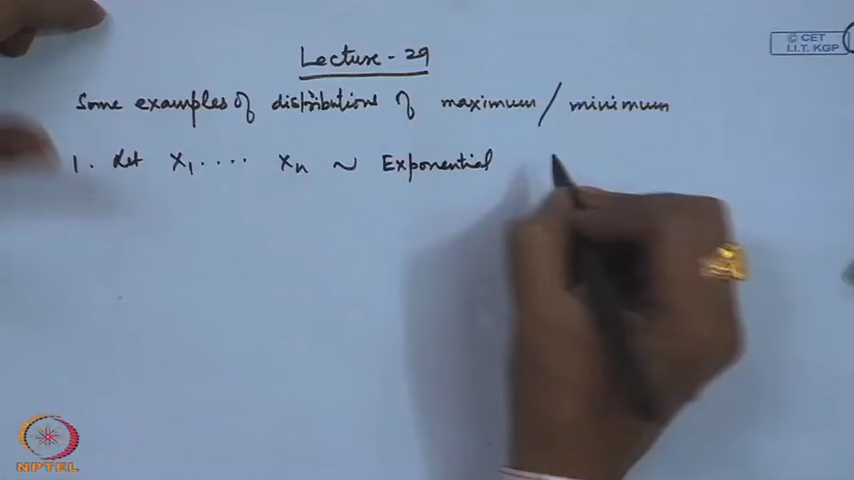 Lecture - 29
© CET
I.I.T. KGP
Some examples of distributions of maximum / minimum
1. Let X1 .... Xn ~ Exponential
NPTEL